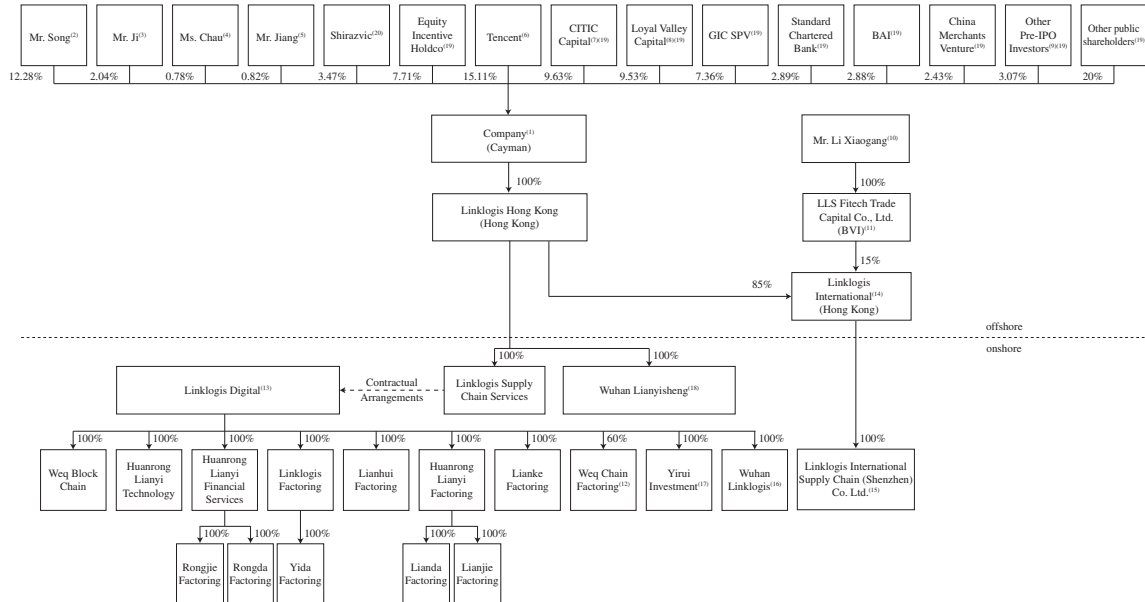 Mr. Song(2)
Mr. Ji(3)
Ms. Chau(4)
Mr. Jiang(5)
Shirazvic(20)
Equity
Incentive
Holdco(19)
Tencent(6)
CITIC
Capital(7)(19)
Loyal Valley
Capital(8)(19)
GIC SPV(19)
Standard
Chartered
Bank(19)
BAI(19)
China
Merchants
Venture(19)
Other
Pre-IPO
Investors(9)(19)
Other public
shareholders(19)
12.28%
2.04%
0.78%
0.82%
3.47%
7.71%
15.11%
9.63%
9.53%
7.36%
2.89%
2.88%
2.43%
3.07%
20%
Company(1)
(Cayman)
Mr. Li Xiaogang(10)
100%
100%
Linklogis Hong Kong
(Hong Kong)
LLS Fitech Trade
Capital Co., Ltd.
(BVI)(11)
15%
85%
Linklogis
International(14)
(Hong Kong)
offshore
onshore
100%
100%
Linklogis Digital(13)
Contractual
Arrangements
Linklogis Supply
Chain Services
Wuhan Lianyisheng(18)
100%
100%
100%
100%
100%
100%
100%
60%
100%
100%
100%
Weq Block
Chain
Huanrong
Lianyi
Technology
Huanrong
Lianyi
Financial
Services
Linklogis
Factoring
Lianhui
Factoring
Huanrong
Lianyi
Factoring
Lianke
Factoring
Weq Chain
Factoring(12)
Yirui
Investment(17)
Wuhan
Linklogis(16)
Linklogis International
Supply Chain (Shenzhen)
Co. Ltd.(15)
100%
100%
100%
100%
100%
Rongjie
Factoring
Rongda
Factoring
Yida
Factoring
Lianda
Factoring
Lianjie
Factoring